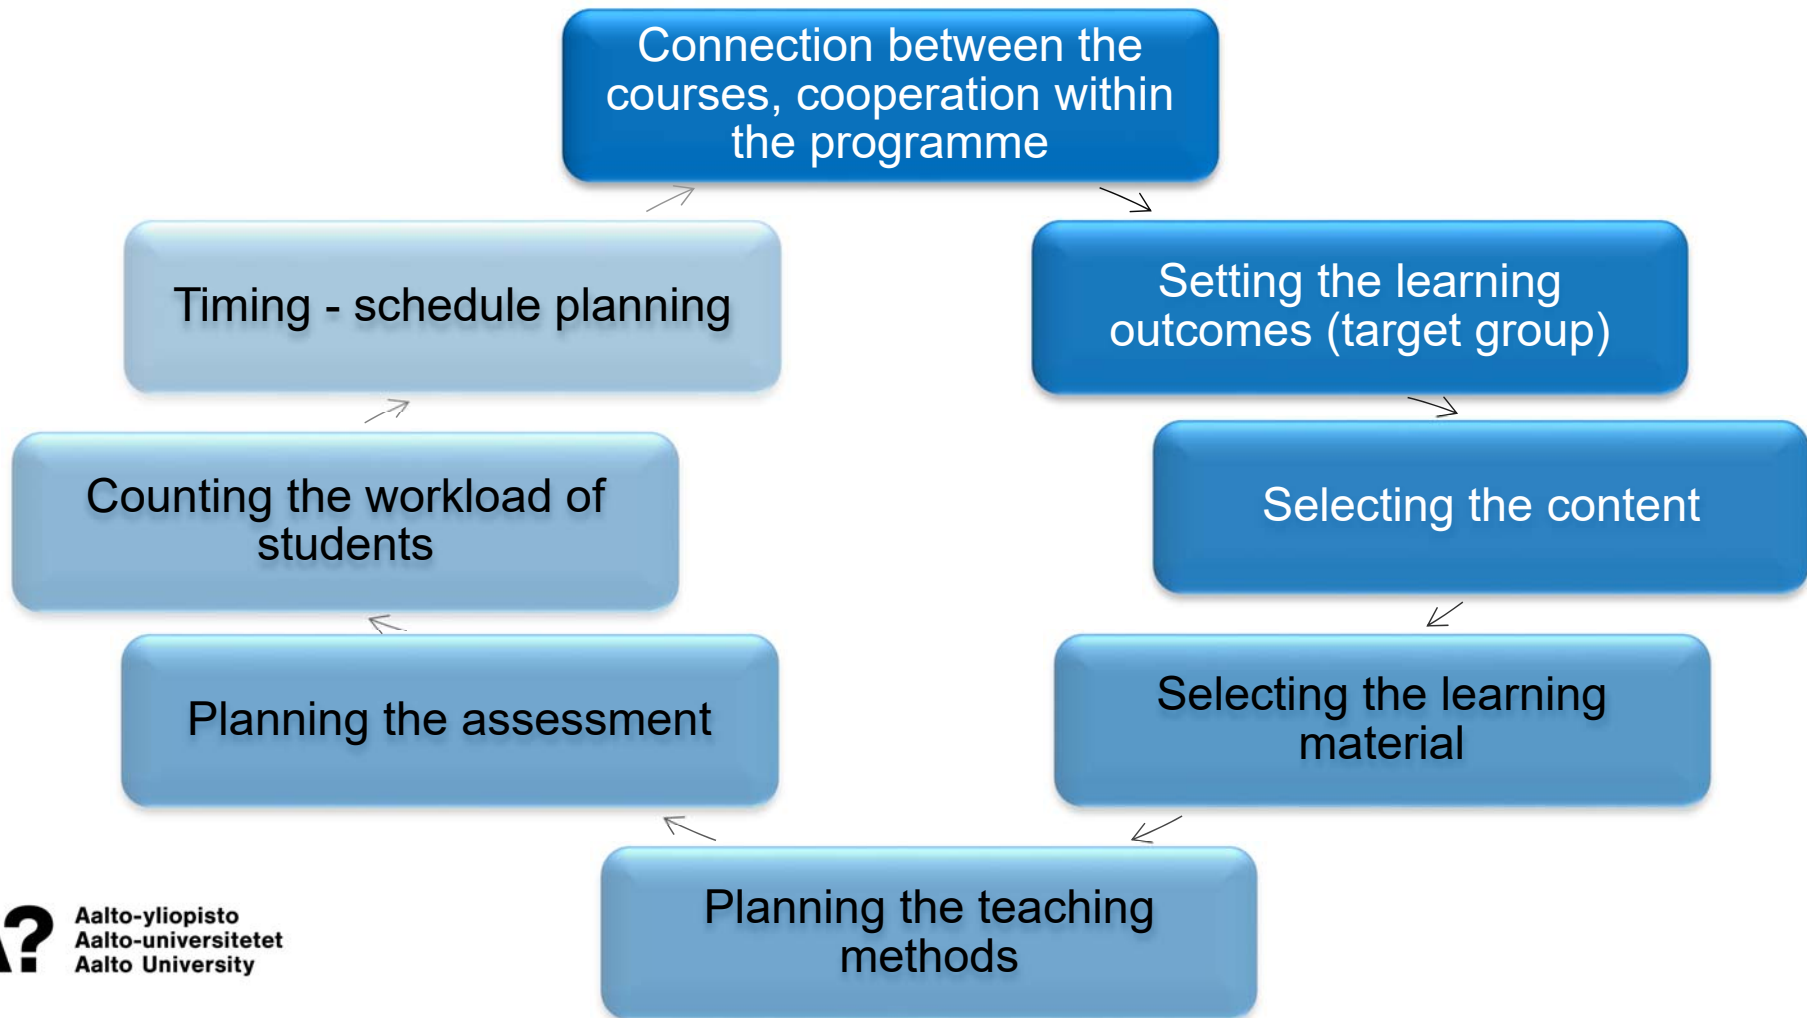 Connection between the
courses, cooperation within
the programme
Setting the learning
outcomes (target group)
Selecting the content
Selecting the learning
material
Planning the teaching
methods
Planning the assessment
Counting the workload of
students
Timing - schedule planning
A?
Aalto-yliopisto
Aalto-universitetet
Aalto University